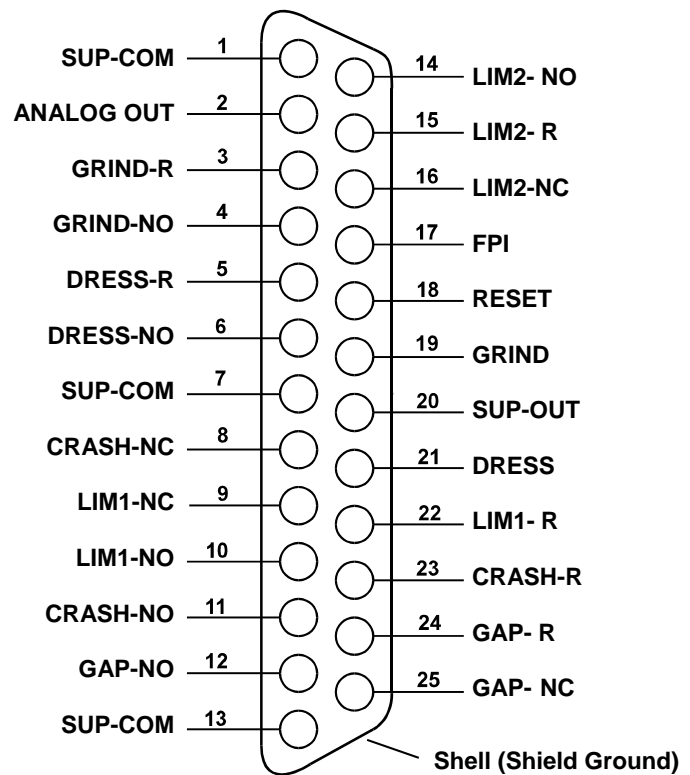 SUP-COM 1
ANALOG OUT 2
GRIND-R 3
GRIND-NO 4
DRESS-R 5
DRESS-NO 6
SUP-COM 7
CRASH-NC 8
LIM1-NC 9
LIM1-NO 10
CRASH-NO 11
GAP-NO 12
SUP-COM 13
14 LIM2- NO
15 LIM2- R
16 LIM2-NC
17 FPI
18 RESET
19 GRIND
20 SUP-OUT
21 DRESS
22 LIM1- R
23 CRASH-R
24 GAP- R
25 GAP- NC
Shell (Shield Ground)